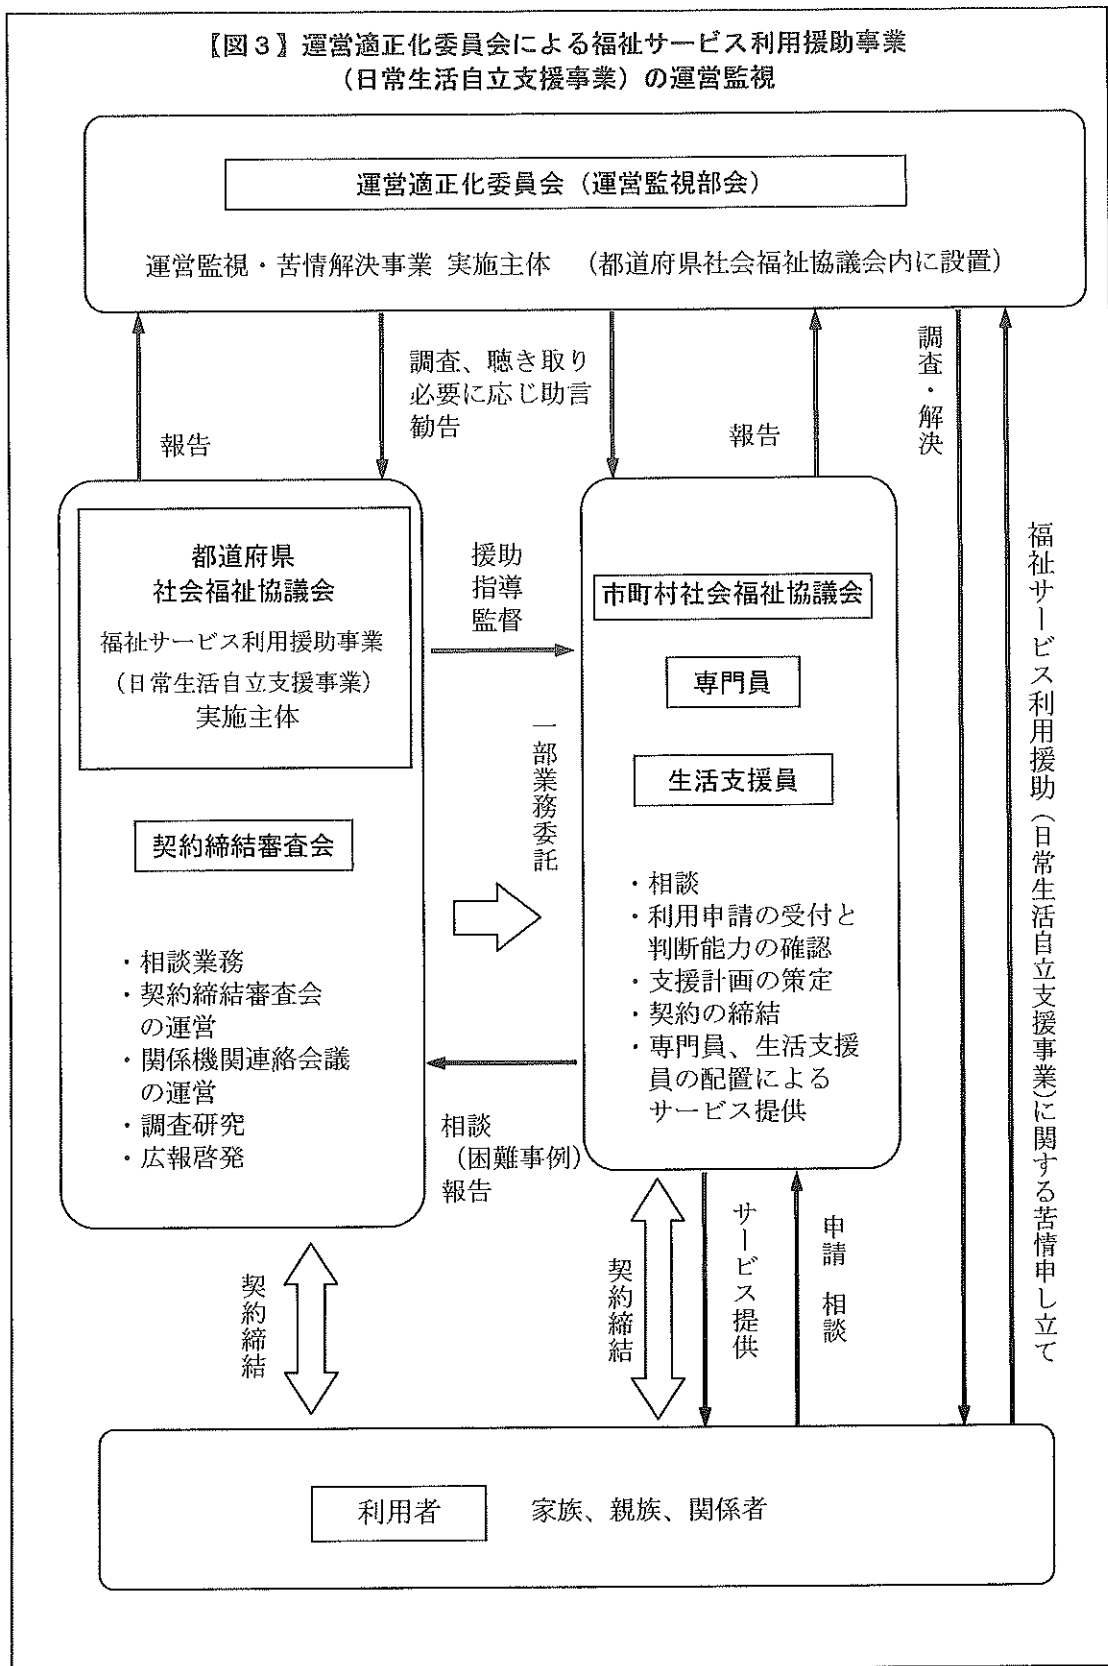 【図3】運営適正化委員会による福祉サービス利用援助事業
(日常生活自立支援事業)の運営監視
運営適正化委員会(運営監視部会)
運営監視・苦情解決事業 実施主体 (都道府県社会福祉協議会内に設置)
報告
調査、聴き取り
必要に応じ助言
勧告
報告
調査・解決
福祉サービス利用援助(日常生活自立支援事業)に関する苦情申し立て
都道府県
社会福祉協議会
福祉サービス利用援助事業
(日常生活自立支援事業)
実施主体
契約締結審査会
・相談業務
・契約締結審査会
の運営
・関係機関連絡会議
の運営
・調査研究
・広報啓発
援助
指導
監督
一部業務委託
相談
(困難事例)
報告
市町村社会福祉協議会
専門員
生活支援員
・相談
・利用申請の受付と
判断能力の確認
・支援計画の策定
・契約の締結
・専門員、生活支援
員の配置による
サービス提供
契約締結
契約締結
サービス提供
申請 相談
利用者 家族、親族、関係者